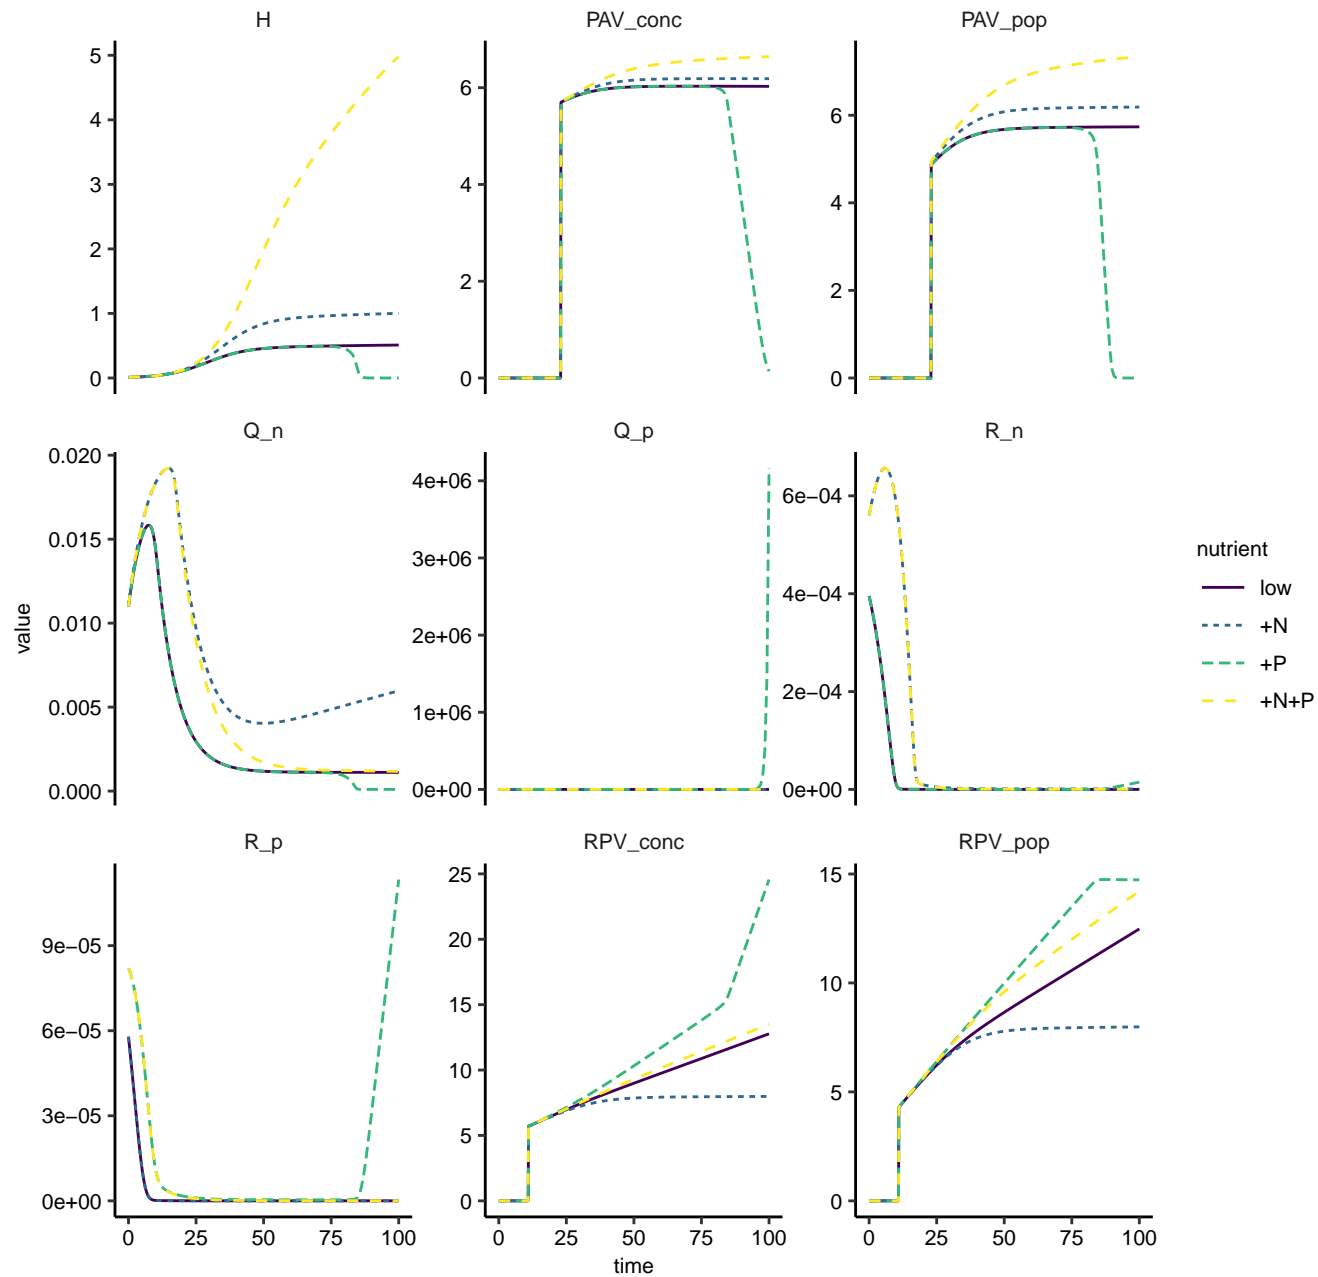 H
PAV_conc
PAV_pop
5
4
3
2
1
0
6
4
2
0
6
4
2
0
Q_n
Q_p
R_n
0.020
0.015
0.010
0.005
0.000
4e+06
3e+06
2e+06
1e+06
0e+00
6e−04
4e−04
2e−04
0e+00
R_p
RPV_conc
RPV_pop
9e−05
6e−05
3e−05
0e+00
25
20
15
10
5
0
15
10
5
0
0 25 50 75 100
0 25 50 75 100
0 25 50 75 100
time
value
nutrient
low
+N
+P
+N+P